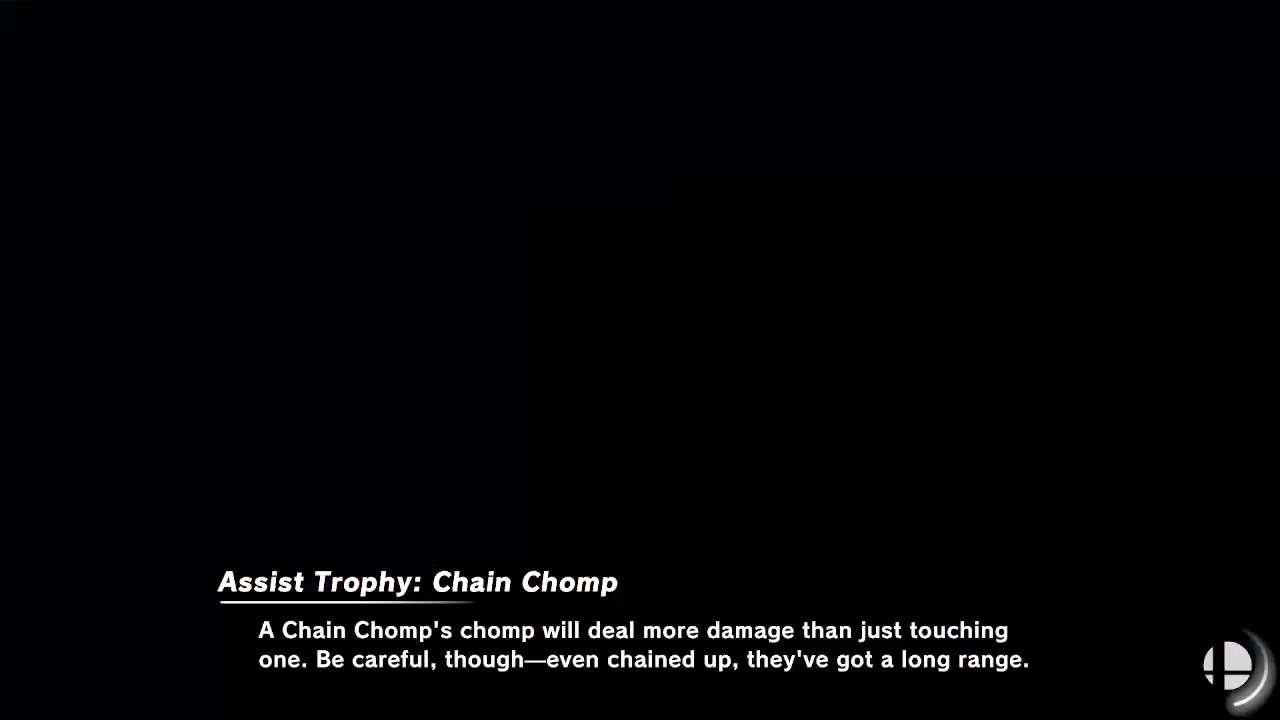 Assist Trophy: Chain Chomp
A Chain Chomp's chomp will deal more damage than just touching
one. Be careful, though—even chained up, they've got a long range.